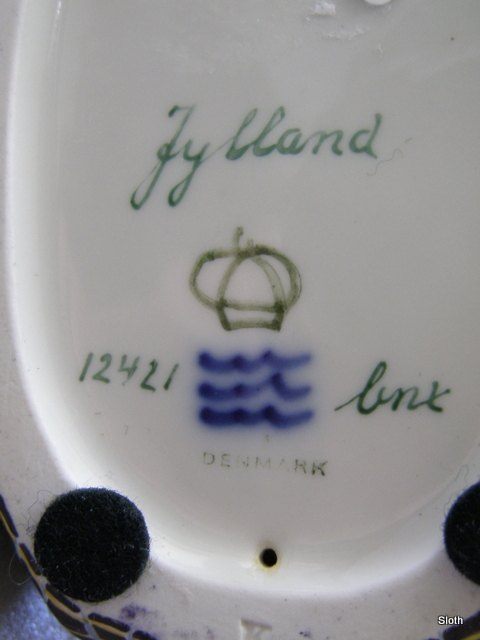 Jylland
12421 bnx
DENMARK
Sloth